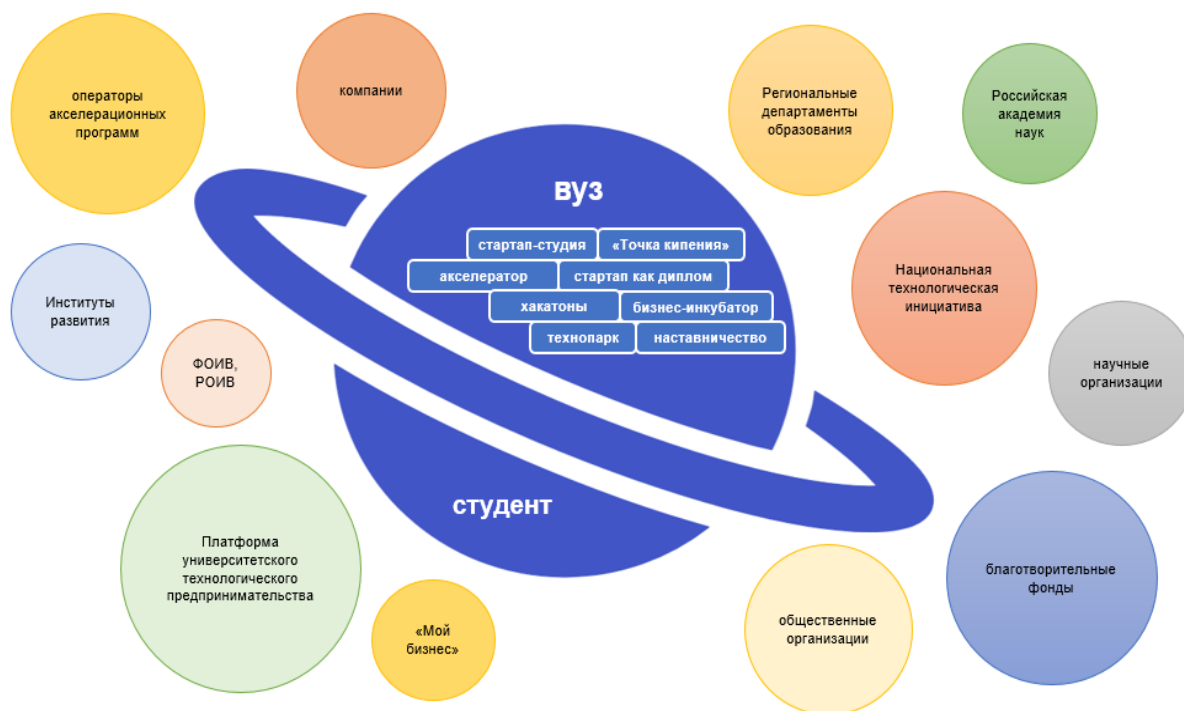 операторы
акселерационных
программ
компании
Региональные
департаменты
образования
Российская
академия
наук
вуз
стартап-студия
«Точка кипения»
акселератор
стартап как диплом
хакатоны
бизнес-инкубатор
технопарк
наставничество
Национальная
технологическая
инициатива
Институты
развития
ФОИВ,
РОИВ
научные
организации
студент
Платформа
университетского
технологического
предпринимательства
«Мой
бизнес»
общественные
организации
благотворительные
фонды